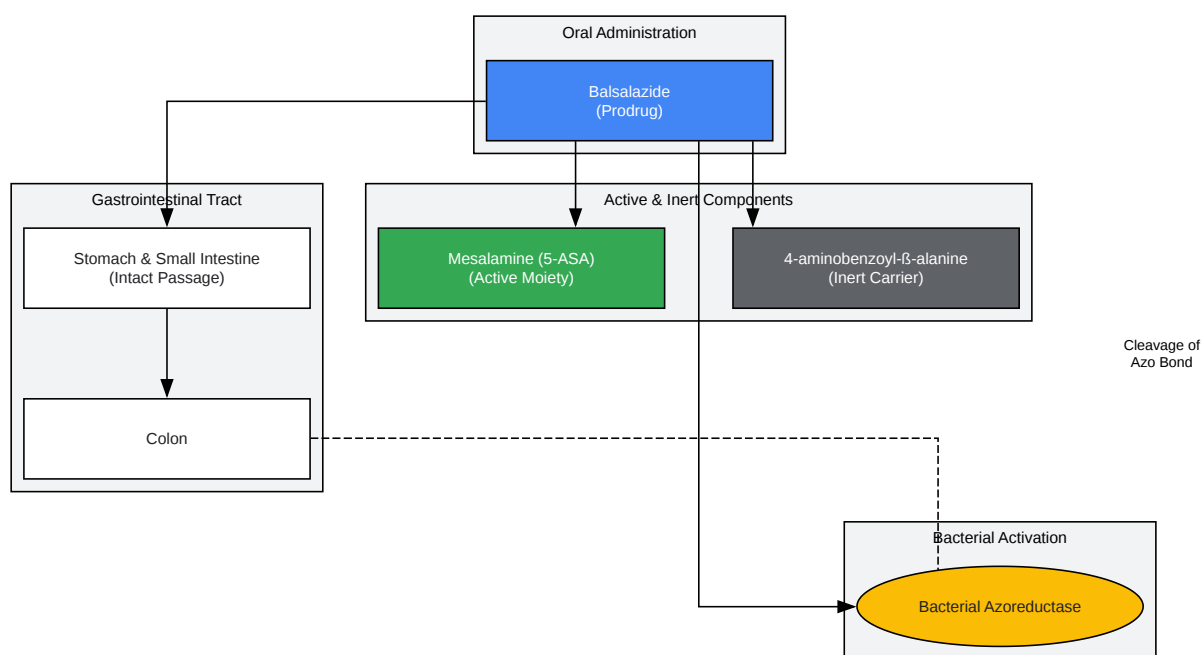 Oral Administration
Balsalazide
(Prodrug)
Gastrointestinal Tract
Active & Inert Components
Stomach & Small Intestine
(Intact Passage)
Mesalamine (5-ASA)
(Active Moiety)
4-aminobenzoyl-ß-alanine
(Inert Carrier)
Cleavage of
Azo Bond
Colon
Bacterial Activation
Bacterial Azoreductase